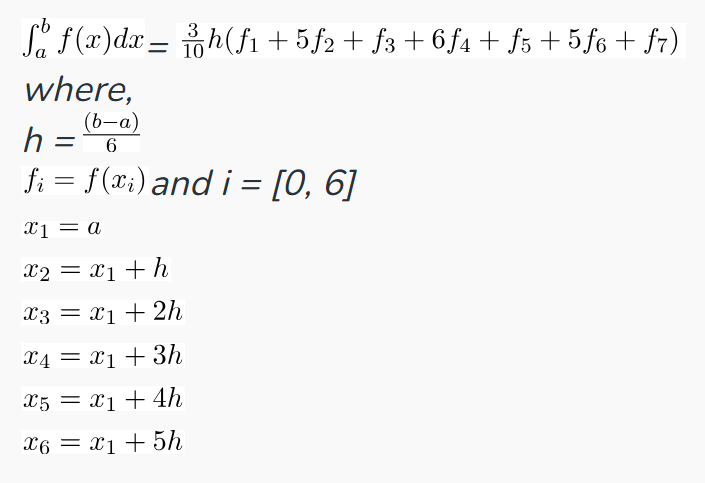 ∫_a^b f(x)dx = 3/10 h(f₁ + 5f₂ + f₃ + 6f₄ + f₅ + 5f₆ + f₇)
where,
h = (b−a)/6
fᵢ = f(xᵢ) and i = [0, 6]
x₁ = a
x₂ = x₁ + h
x₃ = x₁ + 2h
x₄ = x₁ + 3h
x₅ = x₁ + 4h
x₆ = x₁ + 5h